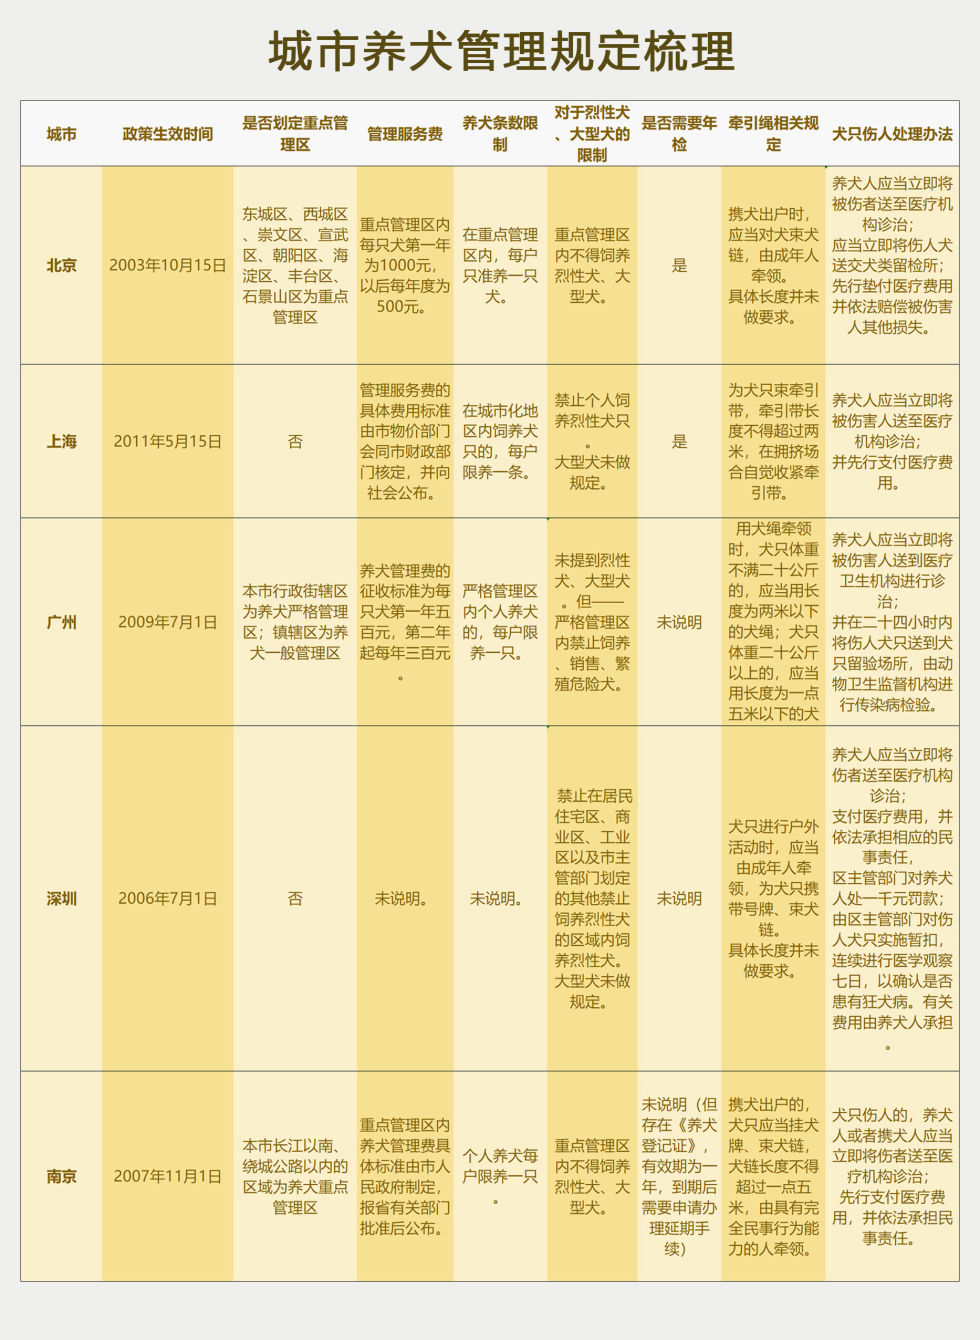 城市养犬管理规定梳理
城市
政策生效时间
是否划定重点管
理区
管理服务费
养犬条数限
制
对于烈性犬
、大型犬的
限制
是否需要年
检
牵引绳相关规
定
犬只伤人处理办法
北京
2003年10月15日
东城区、西城区
、崇文区、宣武
区、朝阳区、海
淀区、丰台区、
石景山区为重点
管理区
重点管理区内
每只犬第一年
为1000元，
以后每年度为
500元。
在重点管理
区内，每户
只准养一只
犬。
重点管理区
内不得饲养
烈性犬、大
型犬。
是
携犬出户时，
应当对犬束犬
链，由成年人
牵领。
具体长度并未
做要求。
养犬人应当立即将
被伤者送至医疗机
构诊治；
应当立即将伤人犬
送交犬类留检所；
先行垫付医疗费用
并依法赔偿被伤害
人其他损失。
上海
2011年5月15日
否
管理服务费的
具体费用标准
由市物价部门
会同市财政部
门核定，并向
社会公布。
在城市化地
区内饲养犬
只的，每户
限养一条。
禁止个人饲
养烈性犬只
。
大型犬未做
规定。
是
为犬只束牵引
带，牵引带长
度不得超过两
米，在拥挤场
合自觉收紧牵
引带。
养犬人应当立即将
被伤害人送至医疗
机构诊治；
并先行支付医疗费
用。
广州
2009年7月1日
本市行政街辖区
为养犬严格管理
区；镇辖区为养
犬一般管理区
养犬管理费的
征收标准为每
只犬第一年五
百元，第二年
起每年三百元
。
严格管理区
内个人养犬
的，每户限
养一只。
未提到烈性
犬、大型犬
。但——
严格管理区
内禁止饲养
、销售、繁
殖危险犬。
未说明
用犬绳牵领
时，犬只体重
不满二十公斤
的，应当用长
度为两米以下
的犬绳；犬只
体重二十公斤
以上的，应当
用长度为一点
五米以下的犬
养犬人应当立即将
被伤害人送到医疗
卫生机构进行诊
治；
并在二十四小时内
将伤人犬只送到犬
只留验场所，由动
物卫生监督机构进
行传染病检验。
深圳
2006年7月1日
否
未说明。
未说明。
禁止在居民
住宅区、商
业区、工业
区以及市主
管部门划定
的其他禁止
饲养烈性犬
的区域内饲
养烈性犬。
大型犬未做
规定。
未说明
犬只进行户外
活动时，应当
由成年人牵
领，为犬只携
带号牌、束犬
链。
具体长度并未
做要求。
养犬人应当立即将
伤者送至医疗机构
诊治；
支付医疗费用，并
依法承担相应的民
事责任，
区主管部门对养犬
人处一千元罚款；
由区主管部门对伤
人犬只实施暂扣，
连续进行医学观察
七日，以确认是否
患有狂犬病。有关
费用由养犬人承担
。
南京
2007年11月1日
本市长江以南、
绕城公路以内的
区域为养犬重点
管理区
重点管理区内
养犬管理费具
体标准由市人
民政府制定，
报省有关部门
批准后公布。
个人养犬每
户限养一只
。
重点管理区
内不得饲养
烈性犬、大
型犬。
未说明（但
存在《养犬
登记证》，
有效期为一
年，到期后
需要申请办
理延期手
续）
携犬出户的，
犬只应当挂犬
牌、束犬链，
犬链长度不得
超过一点五
米，由具有完
全民事行为能
力的人牵领。
犬只伤人的，养犬
人或者携犬人应当
立即将伤者送至医
疗机构诊治；
先行支付医疗费
用，并依法承担民
事责任。